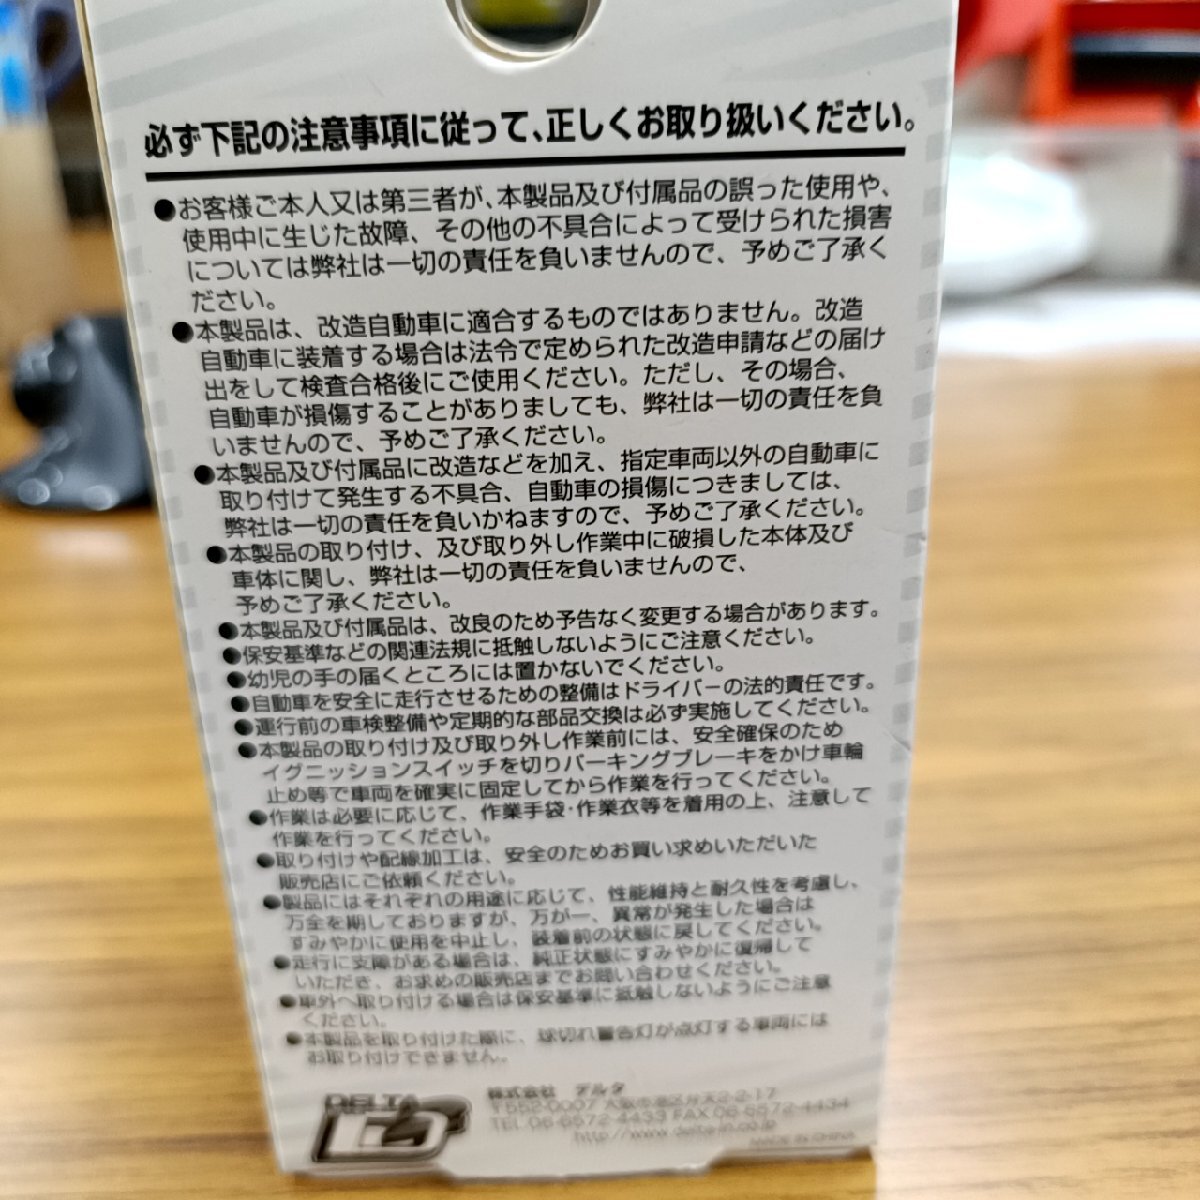 必ず下記の注意事項に従って、正しくお取り扱いください。
●お客様ご本人又は第三者が、本製品及び付属品の誤った使用や、
使用中に生じた故障、その他の不具合によって受けられた損害
については弊社は一切の責任を負いませんので、予めご了承く
ださい。
●本製品は、改造自動車に適合するものではありません。改造
自動車に装着する場合は法令で定められた改造申請などの届け
出をして検査合格後にご使用ください。ただし、その場合、
自動車が損傷することがありましても、弊社は一切の責任を負
いませんので、予めご了承ください。
●本製品及び付属品に改造などを加え、指定車両以外の自動車に
取り付けて発生する不具合、自動車の損傷につきましては、
弊社は一切の責任を負いかねますので、予めご了承ください。
●本製品の取り付け、及び取り外し作業中に破損した本体及び
車体に関し、弊社は一切の責任を負いませんので、
予めご了承ください。
●本製品及び付属品は、改良のため予告なく変更する場合があります。
●保安基準などの関連法規に抵触しないようにご注意ください。
●幼児の手の届くところには置かないでください。
●自動車を安全に走行させるための整備はドライバーの法的責任です。
●運行前の車検整備や定期的な部品交換は必ず実施してください。
●本製品の取り付け及び取り外し作業前には、安全確保のため
イグニッションスイッチを切りパーキングブレーキをかけ車輪
止め等で車両を確実に固定してから作業を行ってください。
●作業は必要に応じて、作業手袋・作業衣等を着用の上、注意して
作業を行ってください。
●取り付けや配線加工は、安全のためお買い求めいただいた
販売店にご依頼ください。
●製品にはそれぞれの用途に応じて、性能維持と耐久性を考慮し、
万全を期しておりますが、万が一、異常が発生した場合は
すみやかに使用を中止し、装着前の状態に戻してください。
●走行に支障がある場合は、純正状態にすみやかに復帰して
いただき、お求めの販売店までお問い合わせください。
●車外へ取り付ける場合は保安基準に抵触しないようにご注意
ください。
●本製品を取り付けた際に、球切れ警告灯が点灯する車両には
お取り付けできません。
DELTA
株式会社 デルタ
〒552-0007 大阪市港区弁天2-2-17
TEL 06-6572-4433 FAX 06-6572-4434
MADE IN CHINA